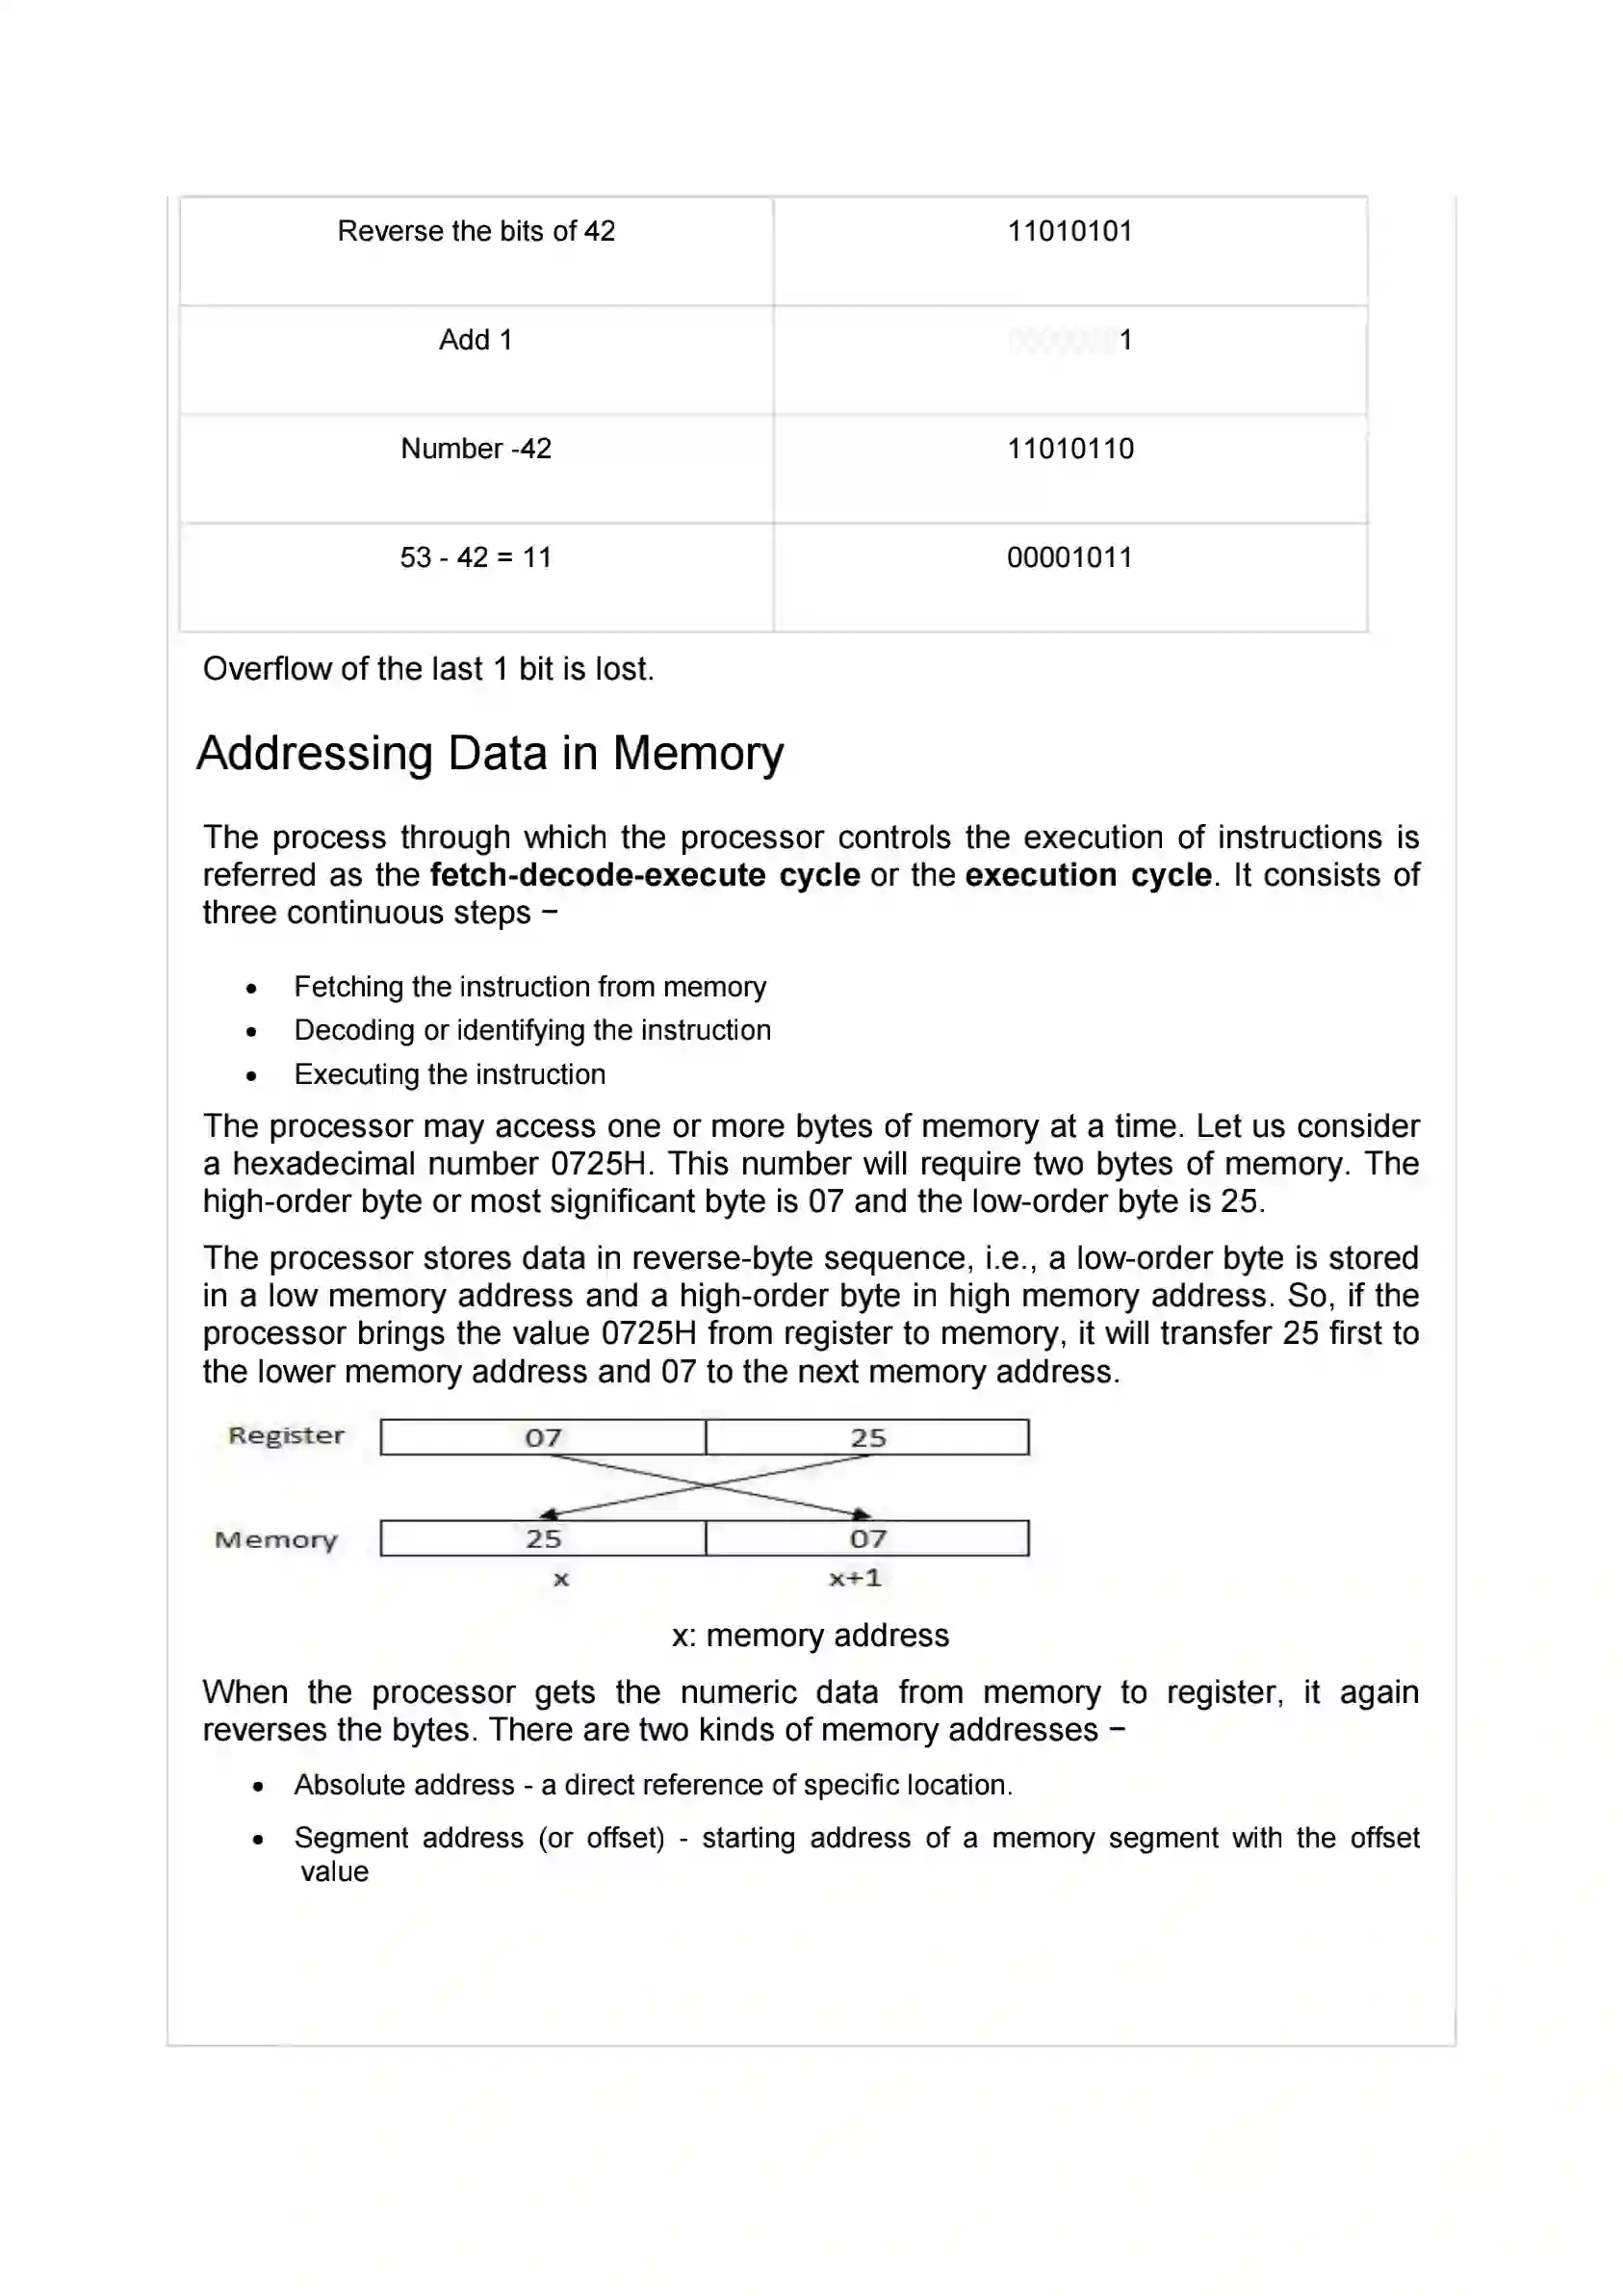 Reverse the bits of 42 11010101
Add 1 1
Number -42 11010110
53 - 42 = 11 00001011
Overflow of the last 1 bit is lost.
Addressing Data in Memory
The process through which the processor controls the execution of instructions is
referred as the fetch-decode-execute cycle or the execution cycle. It consists of
three continuous steps −
• Fetching the instruction from memory
• Decoding or identifying the instruction
• Executing the instruction
The processor may access one or more bytes of memory at a time. Let us consider
a hexadecimal number 0725H. This number will require two bytes of memory. The
high-order byte or most significant byte is 07 and the low-order byte is 25.
The processor stores data in reverse-byte sequence, i.e., a low-order byte is stored
in a low memory address and a high-order byte in high memory address. So, if the
processor brings the value 0725H from register to memory, it will transfer 25 first to
the lower memory address and 07 to the next memory address.
Register 07 25
Memory 25 07
x x+1
x: memory address
When the processor gets the numeric data from memory to register, it again
reverses the bytes. There are two kinds of memory addresses −
• Absolute address - a direct reference of specific location.
• Segment address (or offset) - starting address of a memory segment with the offset
value